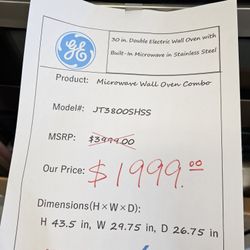 GE
30 in. Double Electric Wall Oven with
Built-In Microwave in Stainless Steel
Product: Microwave Wall Oven Combo
Model#: JT3800SHSS
MSRP: $3999.00
Our Price: $1999.00
Dimensions(H×W×D):
H 43.5 in, W 29.75 in, D 26.75 in